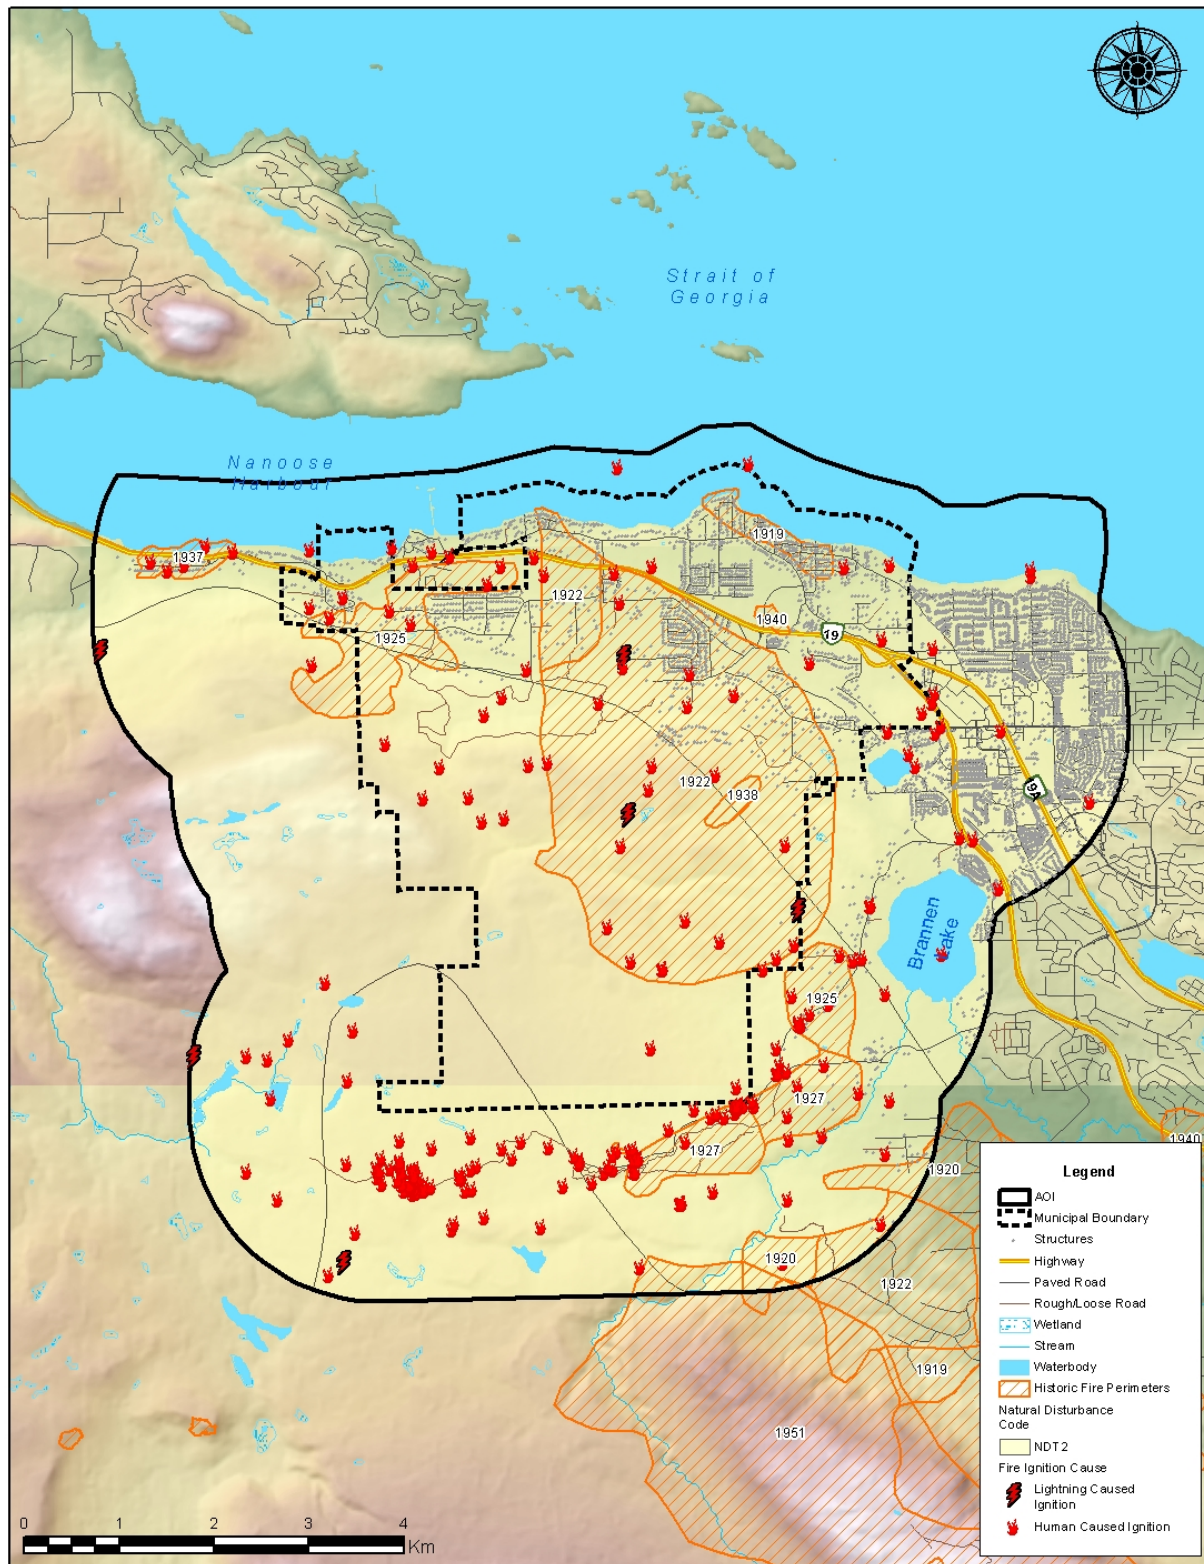 Strait of
Georgia
Nanoose
Harbour
1937
1919
1922
1940
19
1925
1922
1938
19A
Brannen
Lake
1925
1927
1927
1940
1920
1920
1922
1919
1951
Legend
AOI
Municipal Boundary
Structures
Highway
Paved Road
Rough/Loose Road
Wetland
Stream
Waterbody
Historic Fire Perimeters
Natural Disturbance
Code
NDT2
Fire Ignition Cause
Lightning Caused
Ignition
Human Caused Ignition
0 1 2 3 4
Km